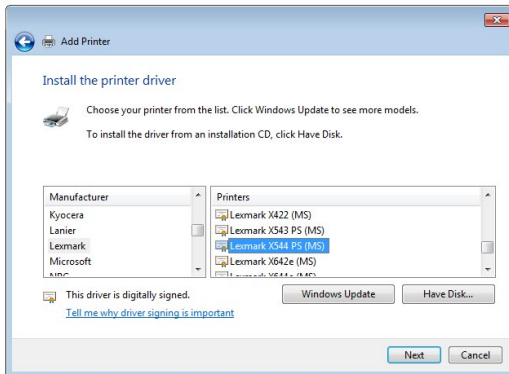 Add Printer
Install the printer driver
Choose your printer from the list. Click Windows Update to see more models.
To install the driver from an installation CD, click Have Disk.
Manufacturer
Kyocera
Lanier
Lexmark
Microsoft
Printers
Lexmark X422 (MS)
Lexmark X543 PS (MS)
Lexmark X544 PS (MS)
Lexmark X642e (MS)
This driver is digitally signed.
Tell me why driver signing is important
Windows Update
Have Disk...
Next
Cancel